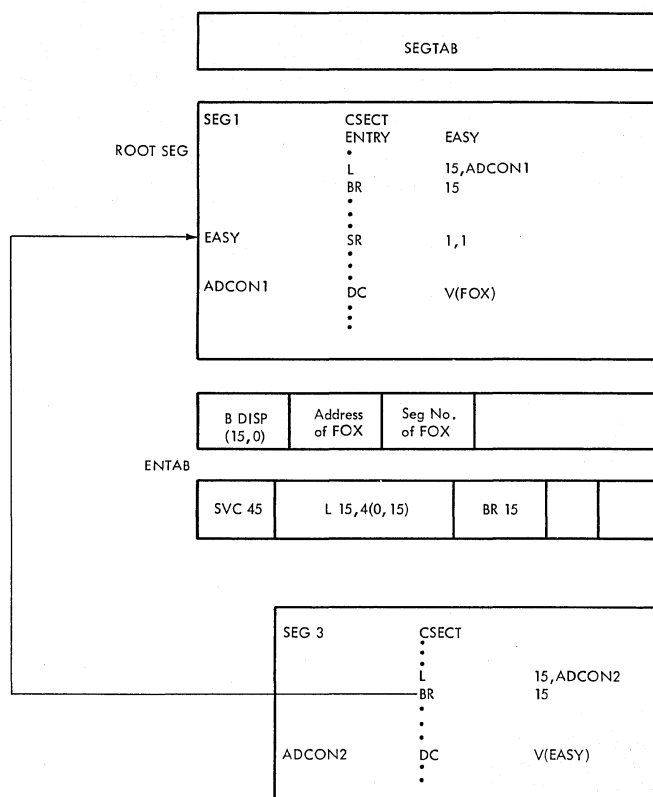 SEGTAB
SEG1 CSECT
ENTRY EASY
ROOT SEG
L 15,ADCON1
BR 15
EASY SR 1,1
ADCON1 DC V(FOX)
B DISP (15,0)
Address of FOX
Seg No. of FOX
ENTAB
SVC 45 L 15,4(0,15) BR 15
SEG 3 CSECT
L 15,ADCON2
BR 15
ADCON2 DC V(EASY)